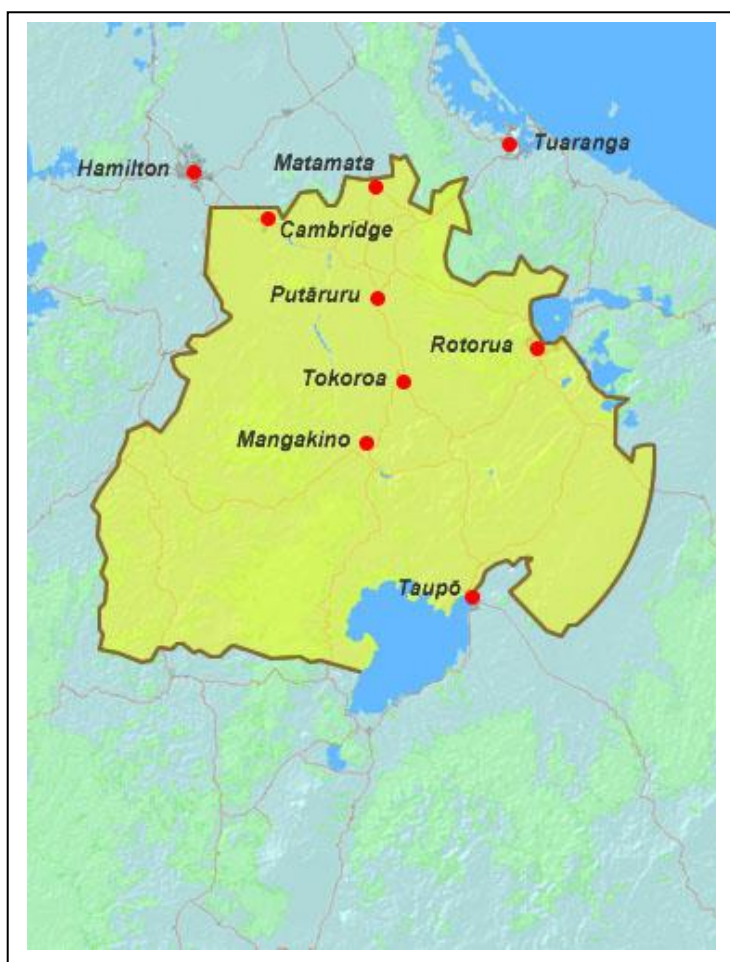 Tuaranga
Hamilton
Matamata
Cambridge
Putāruru
Rotorua
Tokoroa
Mangakino
Taupō